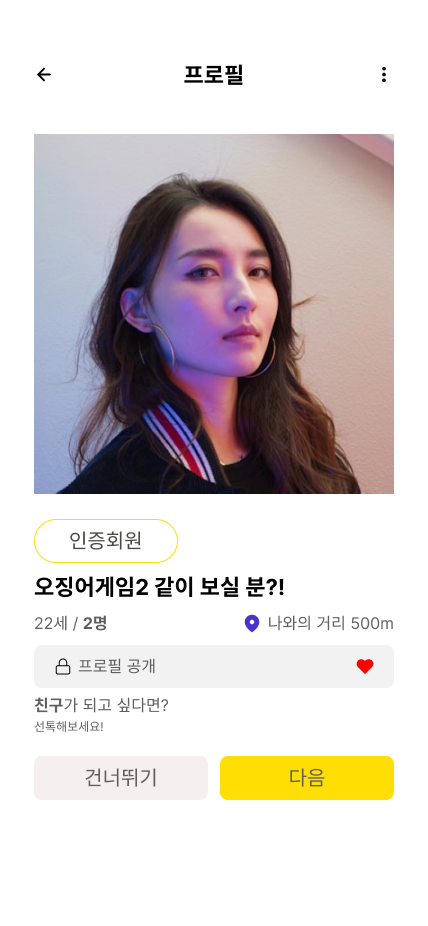 프로필
인증회원
오징어게임2 같이 보실 분?!
22세 / 2명
나와의 거리 500m
프로필 공개
친구가 되고 싶다면?
선톡해보세요!
건너뛰기
다음